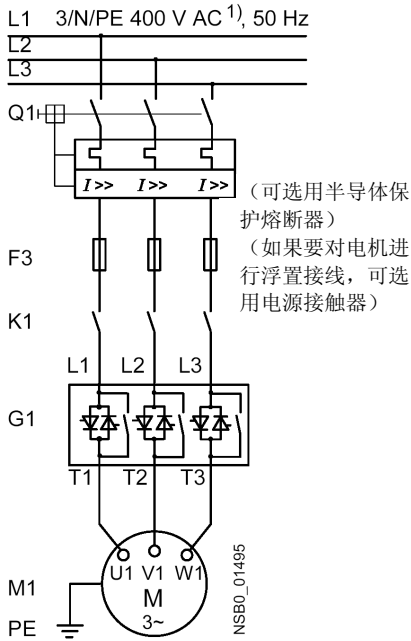 L1 3/N/PE 400 V AC 1), 50 Hz
L2
L3
Q1
I>> I>> I>>
(可选用半导体保
护熔断器)
F3
(如果要对电机进
行浮置接线,可选
用电源接触器)
K1
L1 L2 L3
G1
T1 T2 T3
U1 V1 W1
M
3~
M1
PE
NSB0_01495